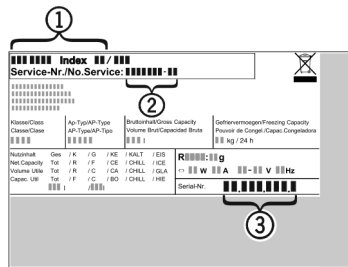 1
Index /
Service-Nr./No.Service: -
2
Klasse/Class
Classe/Clase
Ap-Typ/AP-Type
AP-Type/AP-Tipo
Bruttoinhalt/Gross Capacity
Volume Brut/Capacidad Bruta
l
Gefriervermoegen/Freezing Capacity
Pouvoir de Congel./Capac.Congeladora
kg / 24 h
Nutzinhalt Ges / K / G / KE / KALT / EIS
Net.Capacity Tot / R / F / CE / CHILL / ICE
Volume Utile Tot / R / C / CA / CHILL / GLA
Capac. Util Tot / F / C / BO / CHILL / HIE
l / l
R : g
W A - V Hz
Serial-Nr. . . .
3